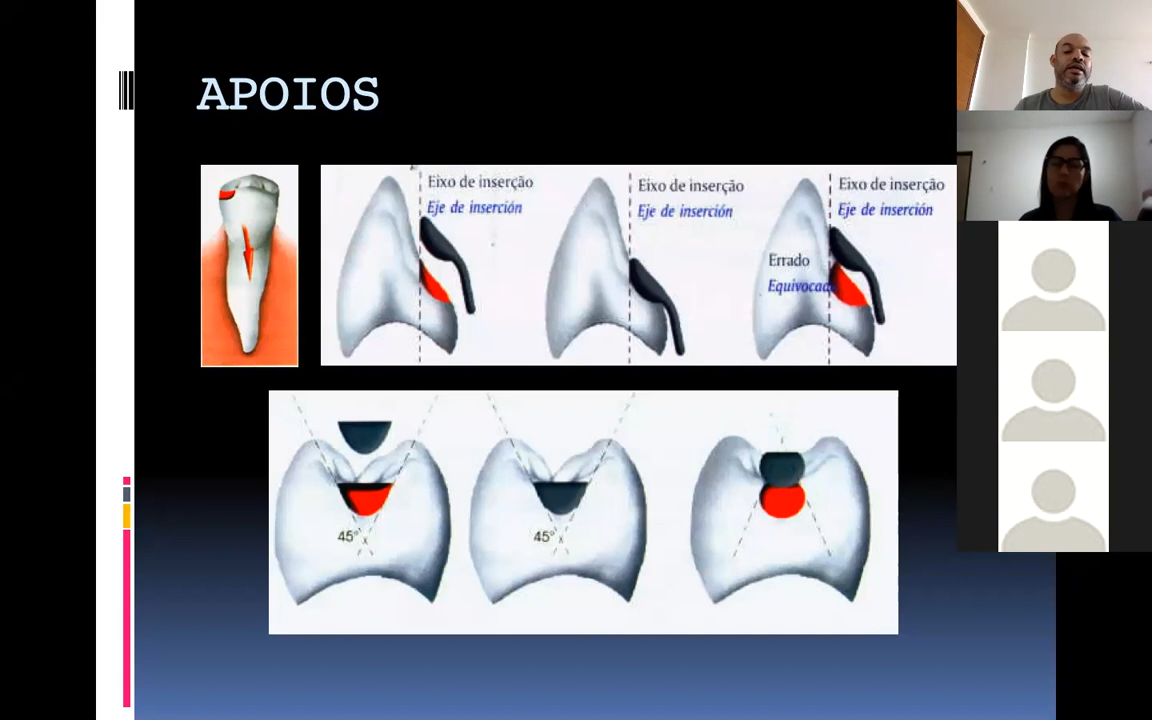 APOIOS
Eixo de inserção
Eje de inserción
Eixo de inserção
Eje de inserción
Eixo de inserção
Eje de inserción
Errado
Equivocad
45°
45°